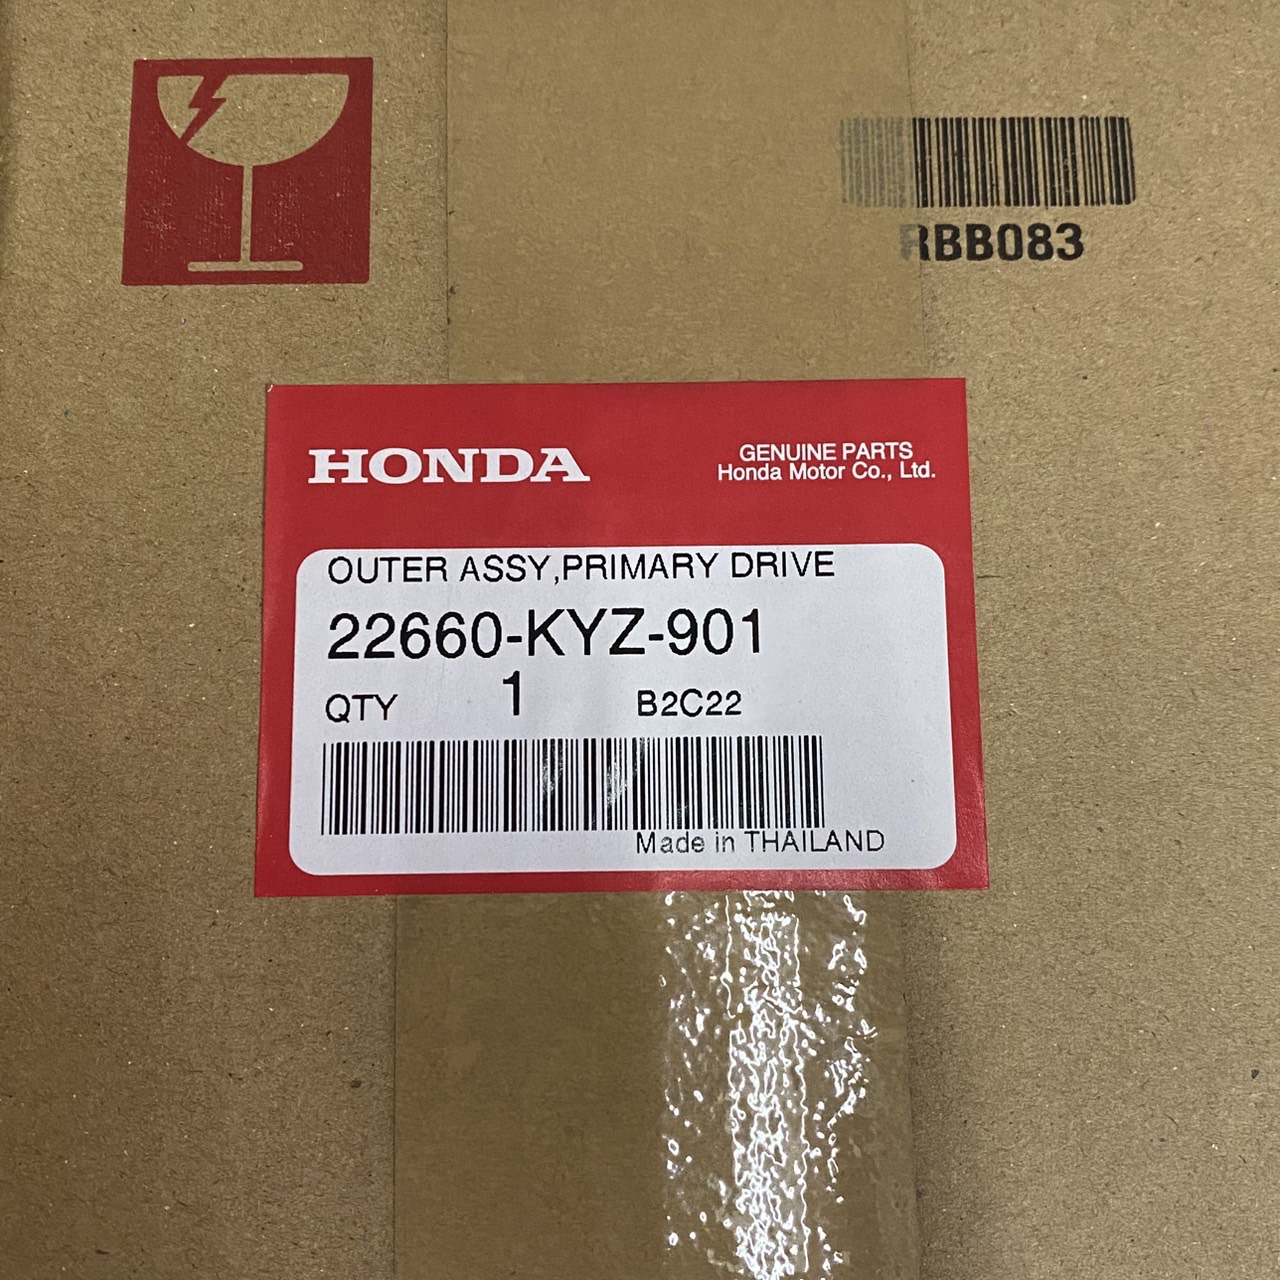 RBB083
HONDA
GENUINE PARTS
Honda Motor Co., Ltd.
OUTER ASSY,PRIMARY DRIVE
22660-KYZ-901
QTY 1 B2C22
Made in THAILAND